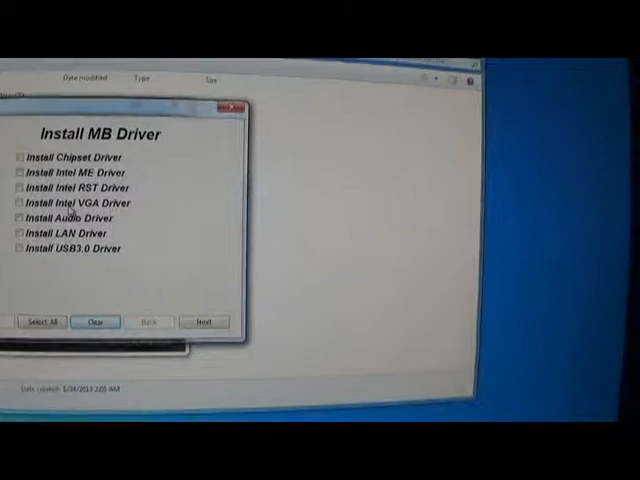 Date modified Type Size
Install MB Driver
Install Chipset Driver
Install Intel ME Driver
Install Intel RST Driver
Install Intel VGA Driver
Install Audio Driver
Install LAN Driver
Install USB3.0 Driver
Select All Clear Back Next
Date created: 1/24/2013 2:05 AM